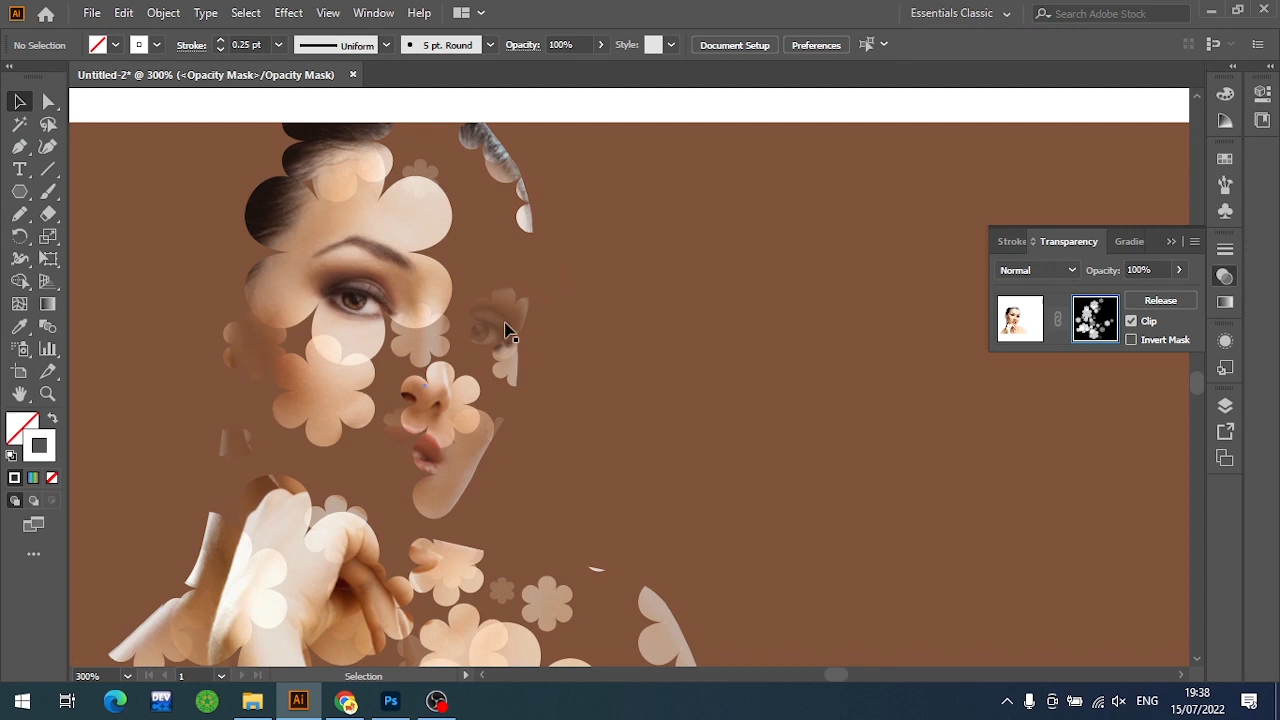 Ai
File Edit Object Type Select Effect View Window Help
Essentials Classic
Search Adobe Stock
No Selection
Stroke:
0.25 pt
Uniform
5 pt. Round
Opacity:
100%
Style:
Document Setup
Preferences
Untitled-2* @ 300% (<Opacity Mask>/Opacity Mask)
Stroke
Transparency
Gradie
Normal
Opacity:
100%
Release
Clip
Invert Mask
300%
1
Selection
DEV
Ai
Ps
ENG
19:38
15/07/2022